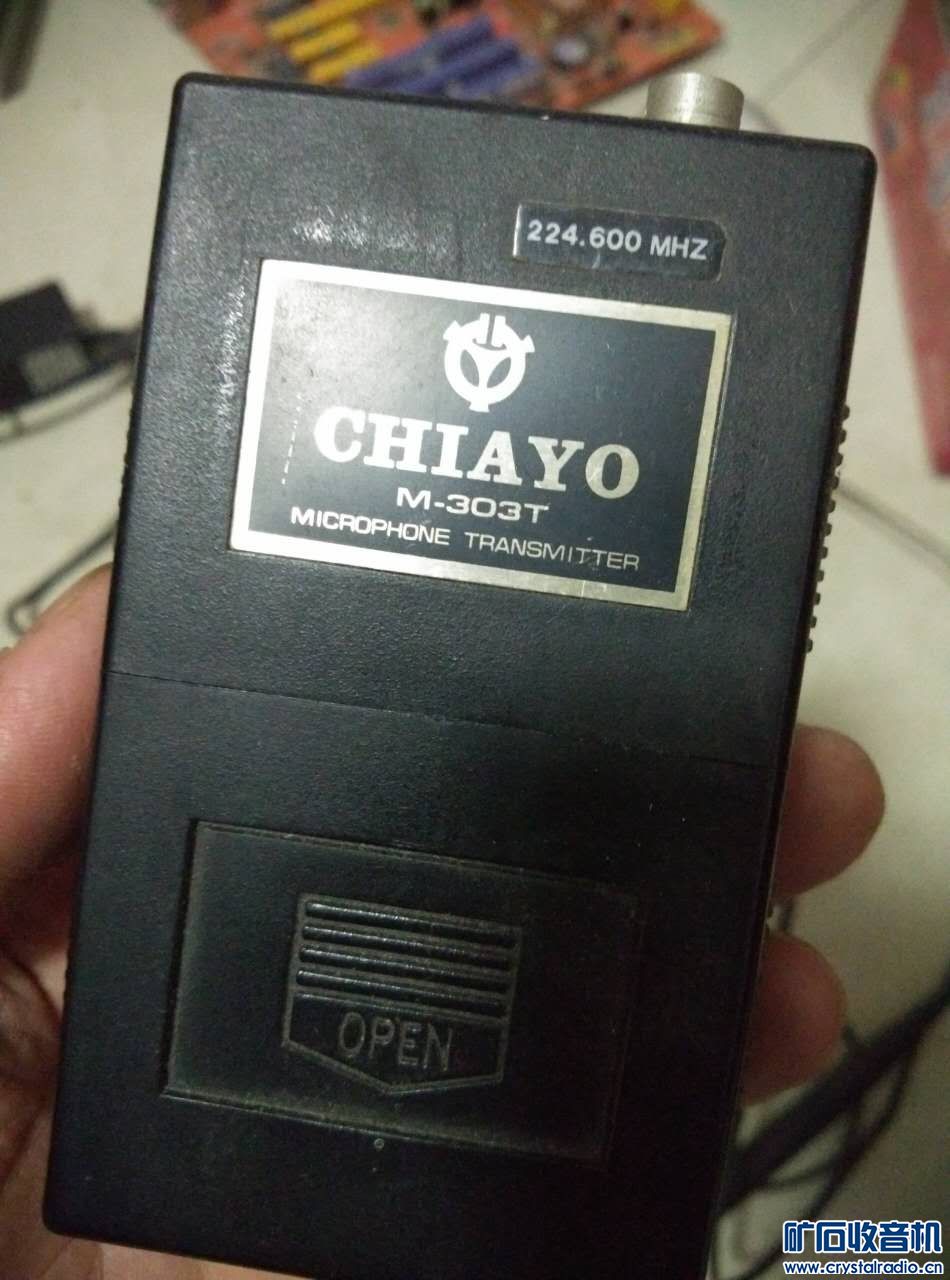 224.600 MHZ
CHIAYO
M-303T
MICROPHONE TRANSMITTER
OPEN
矿石收音机
www.crystalradio.cn